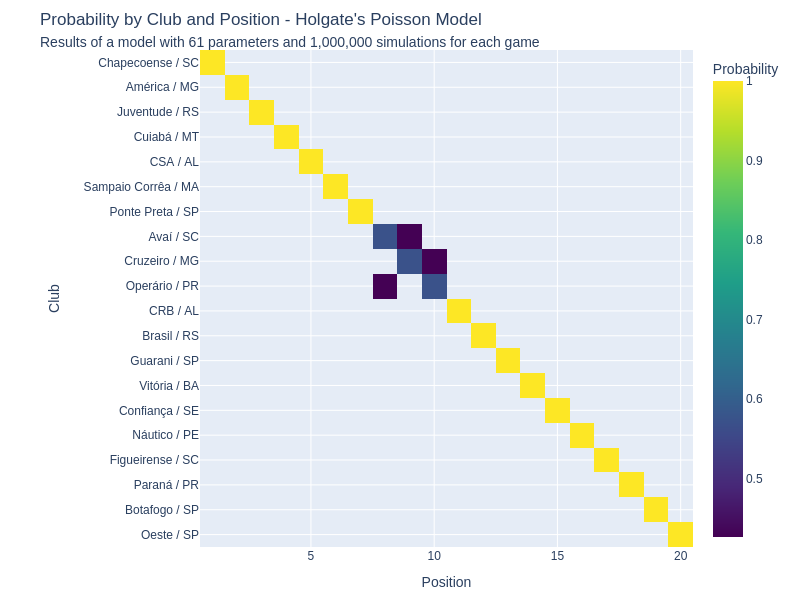 Probability by Club and Position - Holgate's Poisson Model
Results of a model with 61 parameters and 1,000,000 simulations for each game
Probability
Chapecoense / SC
América / MG
Juventude / RS
Cuiabá / MT
CSA / AL
Sampaio Corrêa / MA
Ponte Preta / SP
Avaí / SC
Cruzeiro / MG
Operário / PR
CRB / AL
Brasil / RS
Guarani / SP
Vitória / BA
Confiança / SE
Náutico / PE
Figueirense / SC
Paraná / PR
Botafogo / SP
Oeste / SP
Club
5
10
15
20
Position
1
0.9
0.8
0.7
0.6
0.5